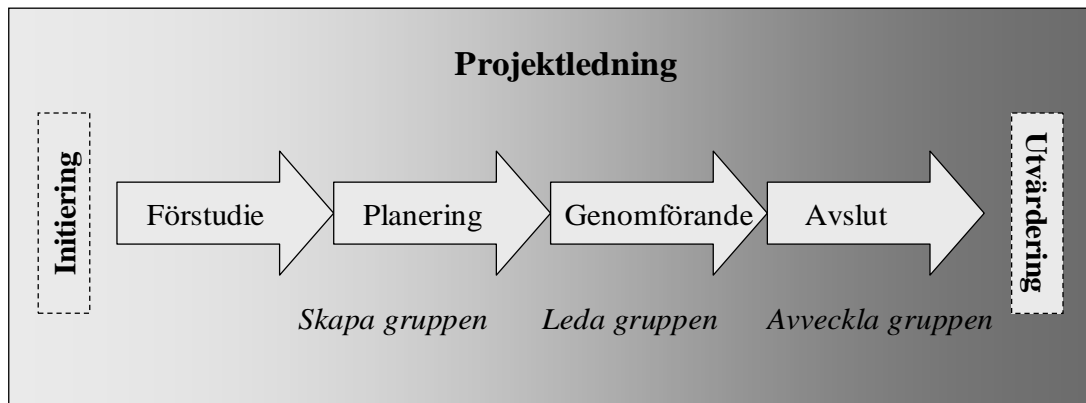 Projektledning
Initiering
Förstudie
Planering
Genomförande
Avslut
Utvärdering
Skapa gruppen
Leda gruppen
Avveckla gruppen